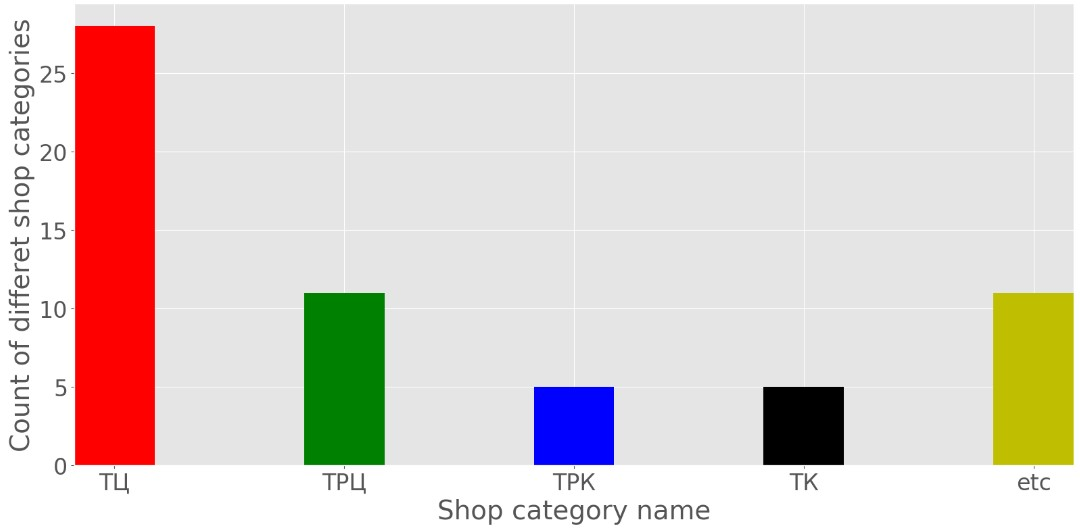 Count of differet shop categories
25
20
15
10
5
0
ТЦ ТРЦ ТРК ТК etc
Shop category name